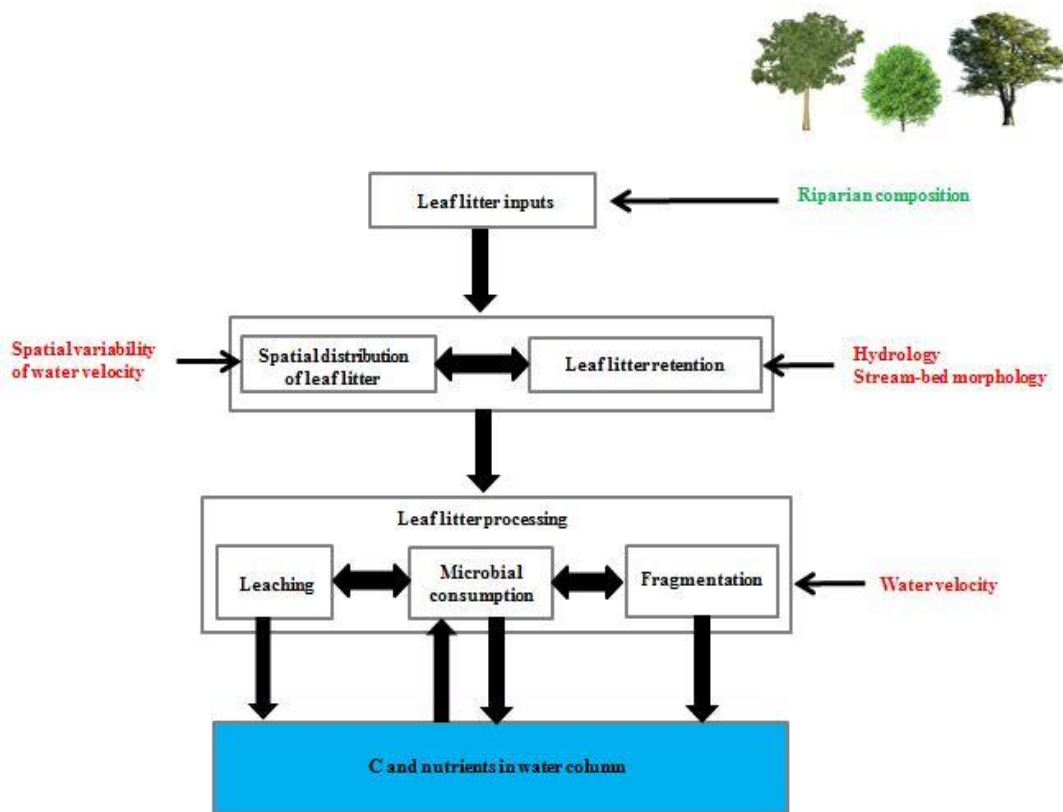 Riparian composition
Leaf litter inputs
Spatial variability
of water velocity
Spatial distribution
of leaf litter
Leaf litter retention
Hydrology
Stream-bed morphology
Leaf litter processing
Leaching
Microbial
consumption
Fragmentation
Water velocity
C and nutrients in water column